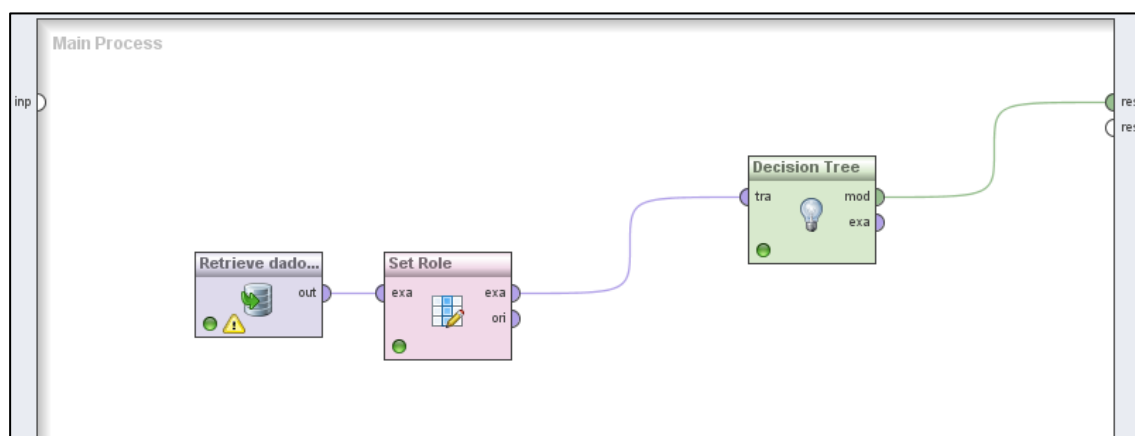 Main Process
inp
res
res
Decision Tree
tra
mod
exa
Retrieve dado...
out
Set Role
exa
exa
ori